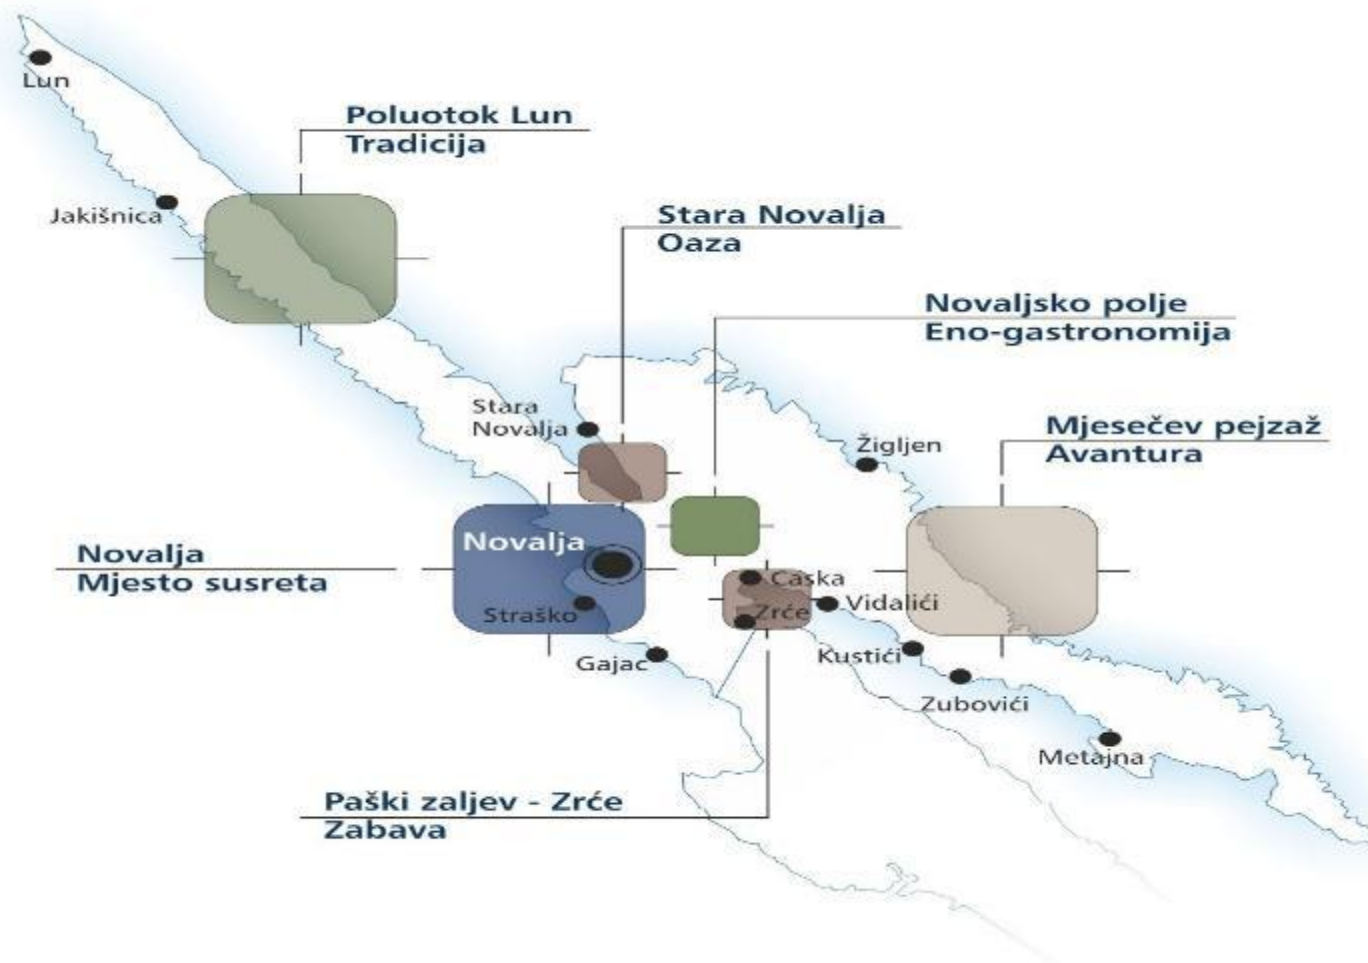 Lun
Poluotok Lun
Tradicija
Jakišnica
Stara Novalja
Oaza
Novaljsko polje
Eno-gastronomija
Stara
Novalja
Žigljen
Mjesečev pejzaž
Avantura
Novalja
Novalja
Mjesto susreta
Caska
Vidalići
Straško
Zrće
Gajac
Kustići
Zubovići
Metajna
Paški zaljev - Zrće
Zabava